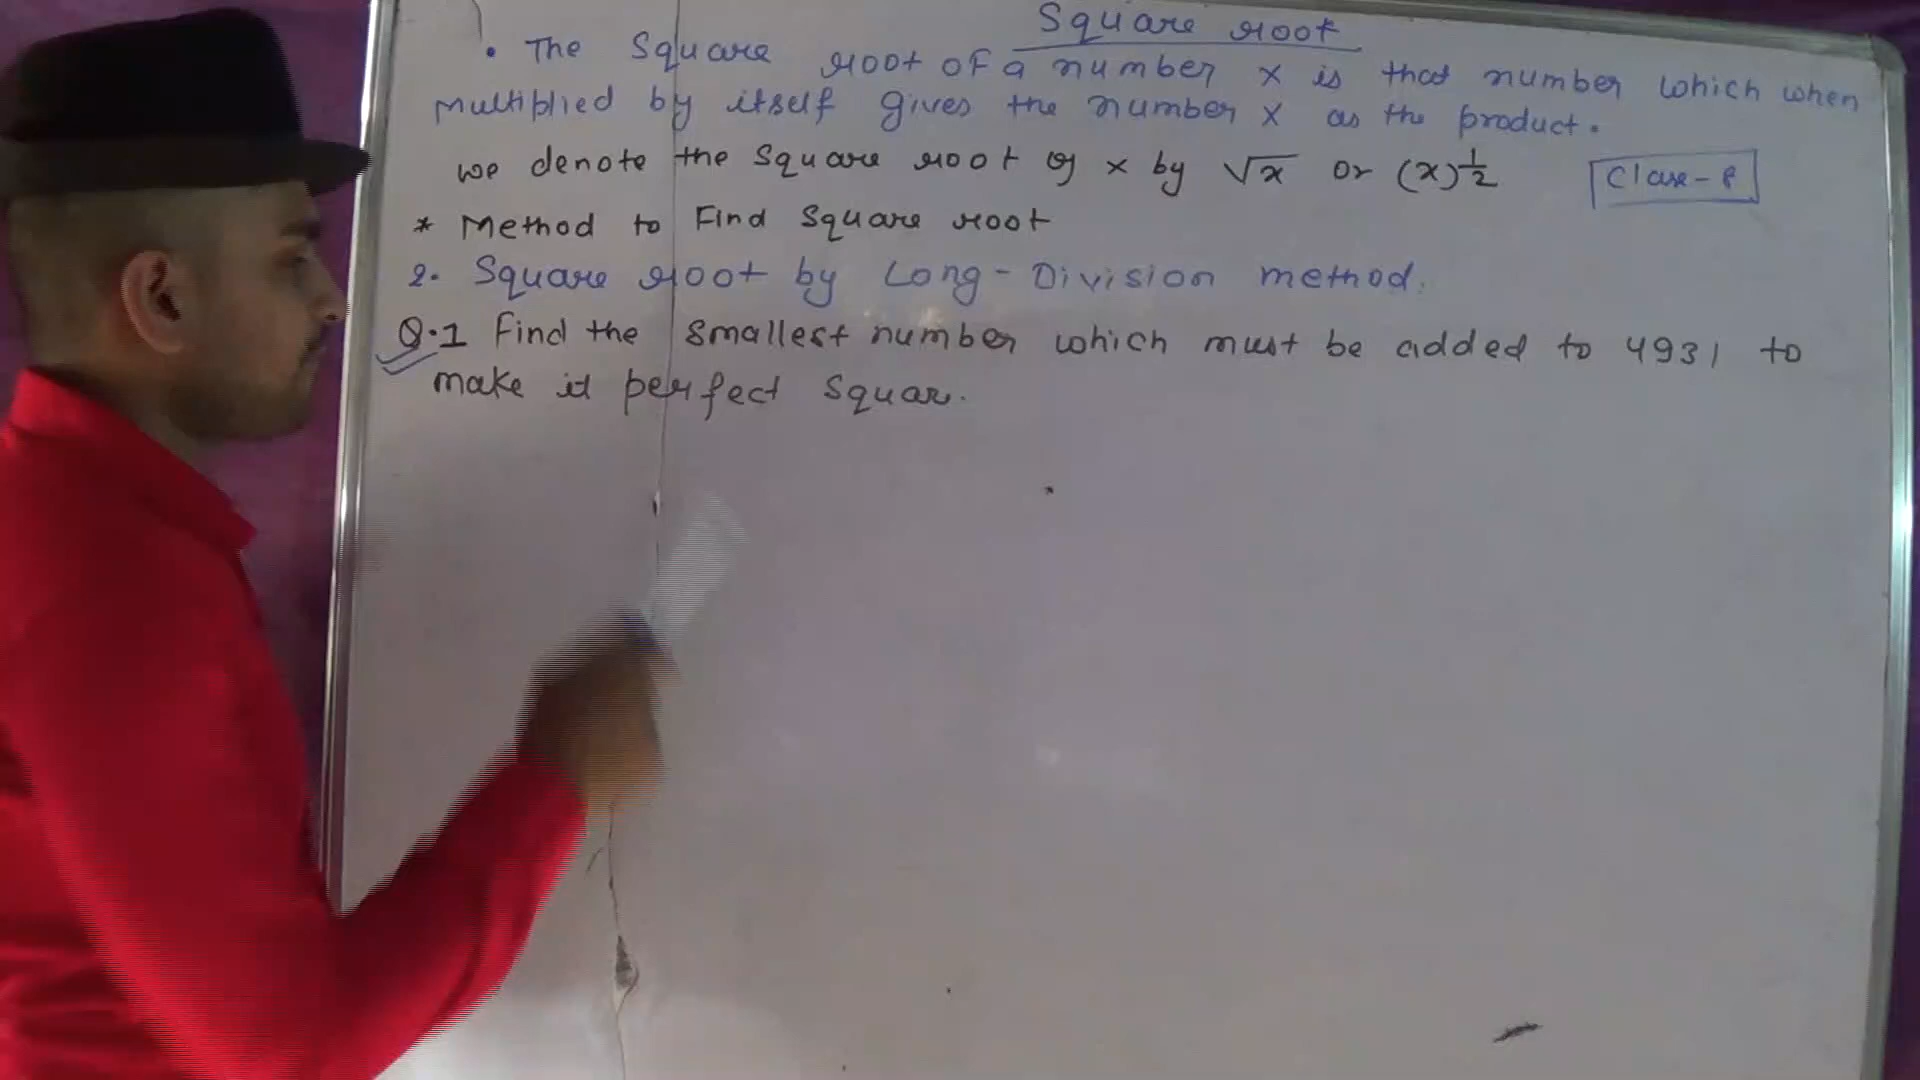 Square root
• The Square root of a number x is that number which when
multiplied by itself gives the number x as the product.
we denote the square root of x by √x or (x)½
Class-8
* Method to Find Square root
2. Square root by Long-Division method.
Q.1 Find the smallest number which must be added to 4931 to
make it perfect squar.